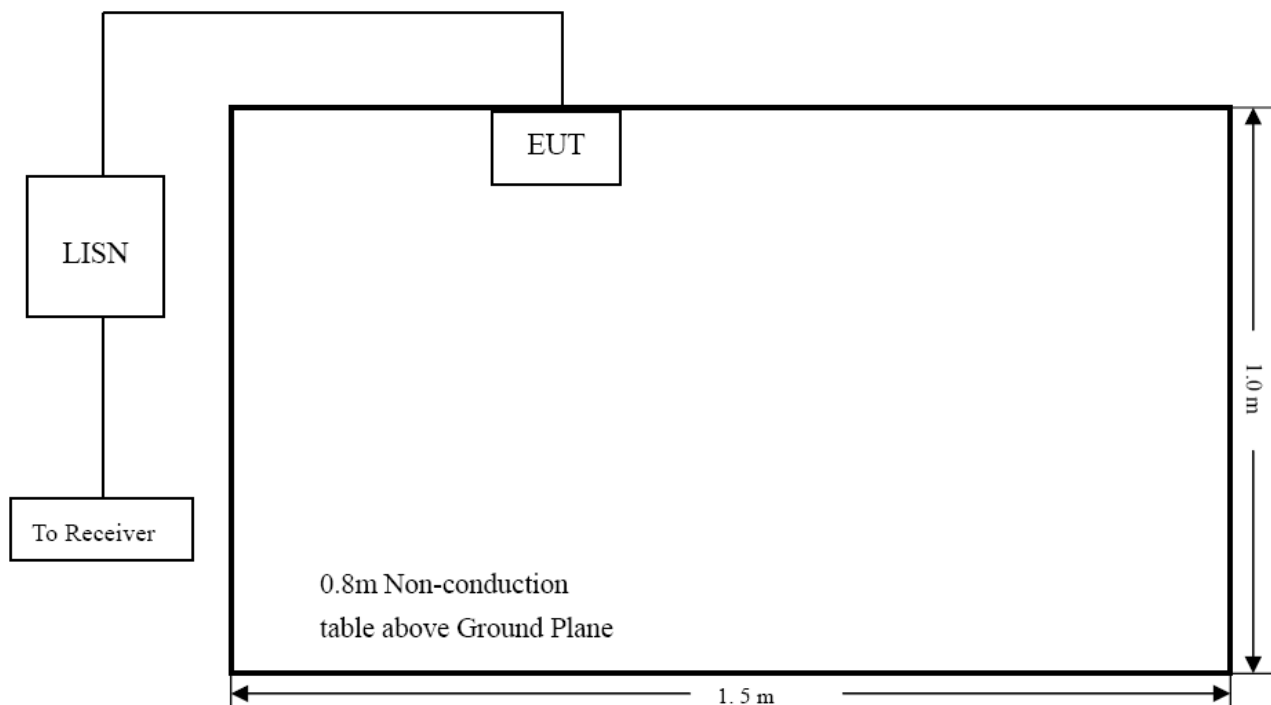 EUT
LISN
1.0 m
To Receiver
0.8m Non-conduction
table above Ground Plane
1. 5 m